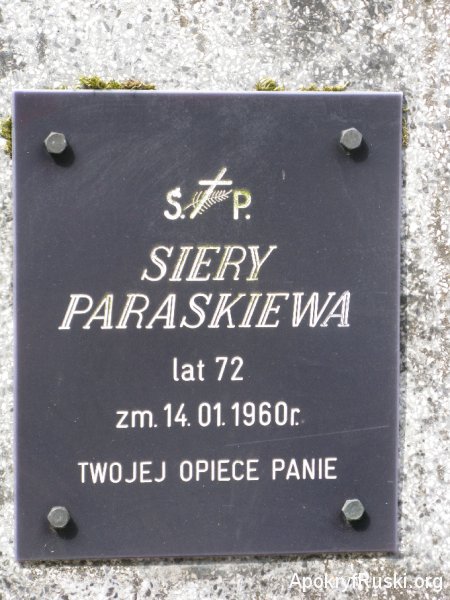 Ś. P.
SIERY
PARASKIEWA
lat 72
zm. 14.01.1960r.
TWOJEJ OPIECE PANIE
ApokryfRuski.org